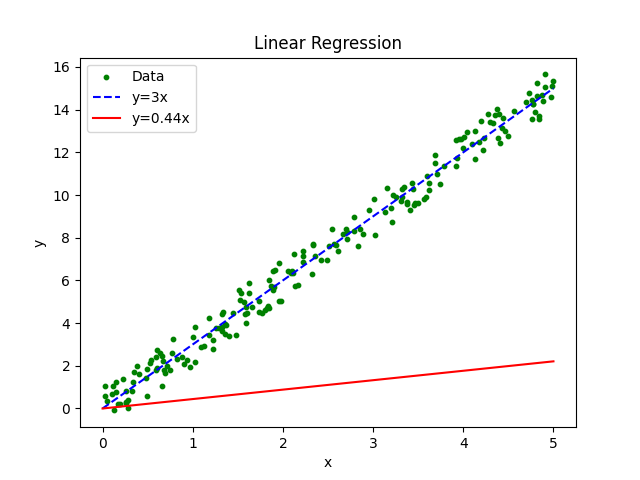 Linear Regression
Data
y=3x
y=0.44x
16
14
12
10
8
6
4
2
0
y
0 1 2 3 4 5
x